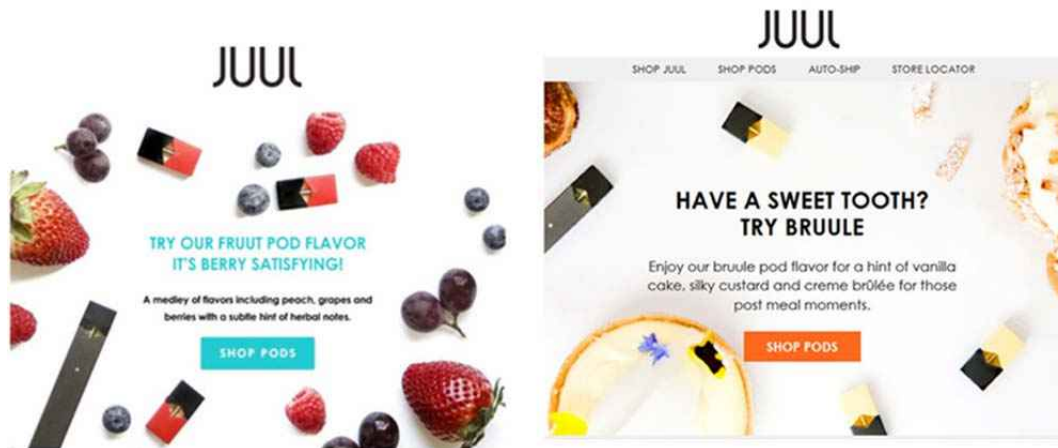 JUUL
TRY OUR FRUUT POD FLAVOR
IT'S BERRY SATISFYING!
A medley of flavors including peach, grapes and
berries with a subtle hint of herbal notes.
SHOP PODS
JUUL
SHOP JUUL SHOP PODS AUTO-SHIP STORE LOCATOR
HAVE A SWEET TOOTH?
TRY BRUULE
Enjoy our bruule pod flavor for a hint of vanilla
cake, silky custard and creme brûlée for those
post meal moments.
SHOP PODS